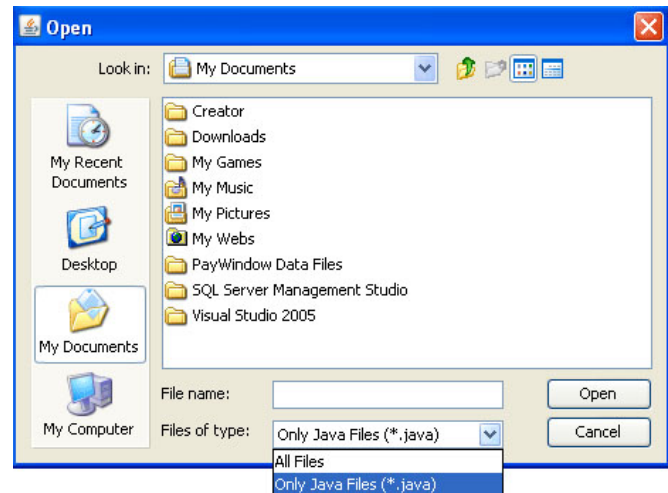 Open
Look in: My Documents
My Recent
Documents
Desktop
My Documents
My Computer
Creator
Downloads
My Games
My Music
My Pictures
My Webs
PayWindow Data Files
SQL Server Management Studio
Visual Studio 2005
File name: Open
Files of type: Only Java Files (*.java) Cancel
All Files
Only Java Files (*.java)